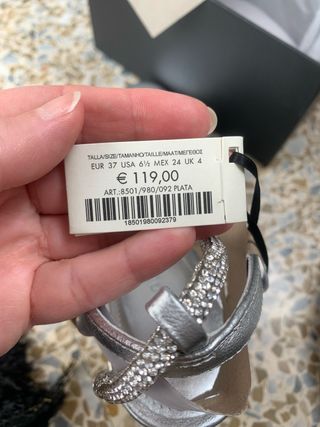 TALLA/SIZE/TAMANHO/TAILLE/MAAT/ΜΕΓΕΘΟΣ
EUR 37 USA 6½ MEX 24 UK 4
€ 119,00
ART.:8501/980/092 PLATA
18501980092379